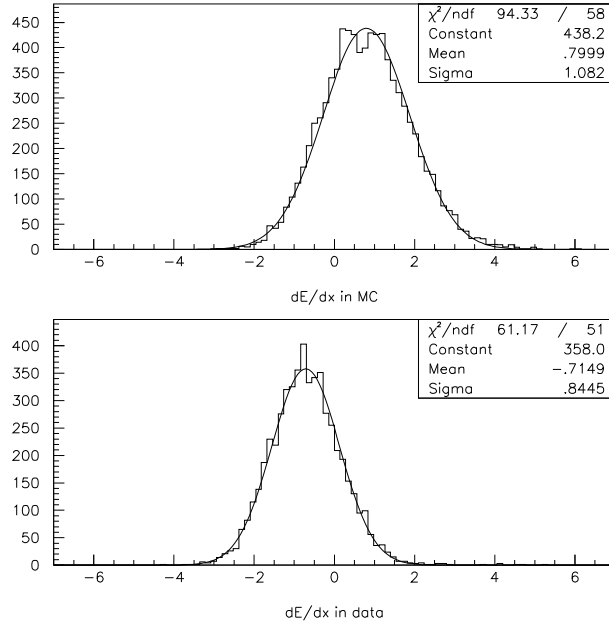 χ²/ndf 94.33 / 58
Constant 438.2
Mean .7999
Sigma 1.082
450
400
350
300
250
200
150
100
50
0
−6 −4 −2 0 2 4 6
dE/dx in MC
χ²/ndf 61.17 / 51
Constant 358.0
Mean −.7149
Sigma .8445
400
350
300
250
200
150
100
50
0
−6 −4 −2 0 2 4 6
dE/dx in data